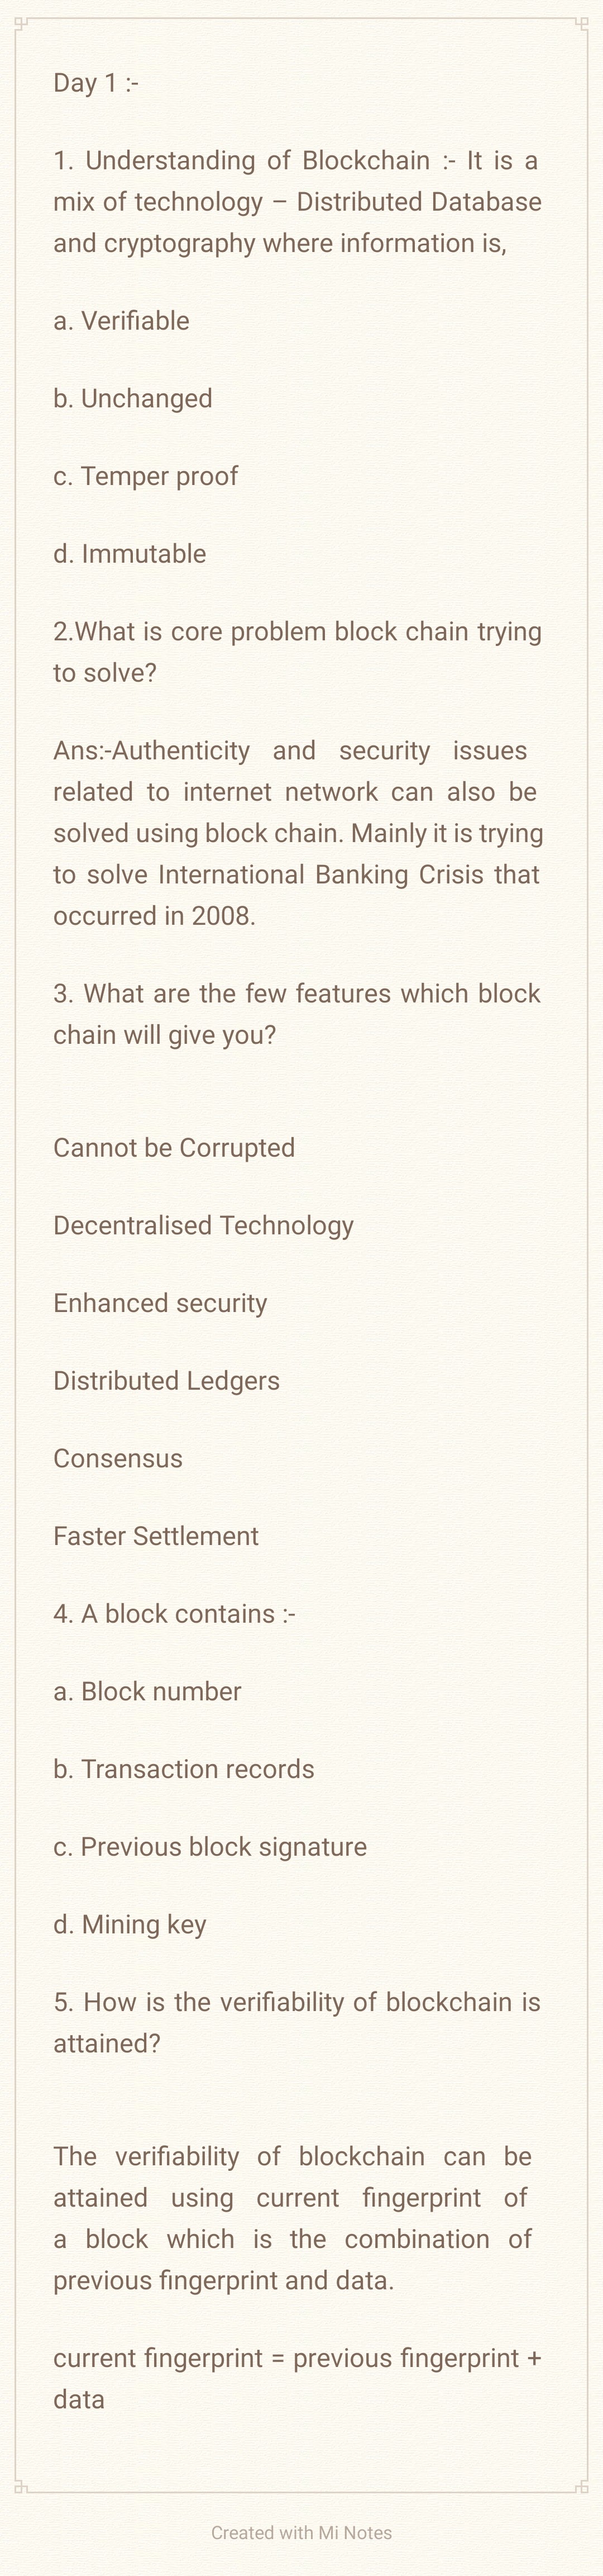 Day 1 :-
1. Understanding of Blockchain :- It is a
mix of technology – Distributed Database
and cryptography where information is,
a. Verifiable
b. Unchanged
c. Temper proof
d. Immutable
2.What is core problem block chain trying
to solve?
Ans:-Authenticity and security issues
related to internet network can also be
solved using block chain. Mainly it is trying
to solve International Banking Crisis that
occurred in 2008.
3. What are the few features which block
chain will give you?
Cannot be Corrupted
Decentralised Technology
Enhanced security
Distributed Ledgers
Consensus
Faster Settlement
4. A block contains :-
a. Block number
b. Transaction records
c. Previous block signature
d. Mining key
5. How is the verifiability of blockchain is
attained?
The verifiability of blockchain can be
attained using current fingerprint of
a block which is the combination of
previous fingerprint and data.
current fingerprint = previous fingerprint +
data
Created with Mi Notes